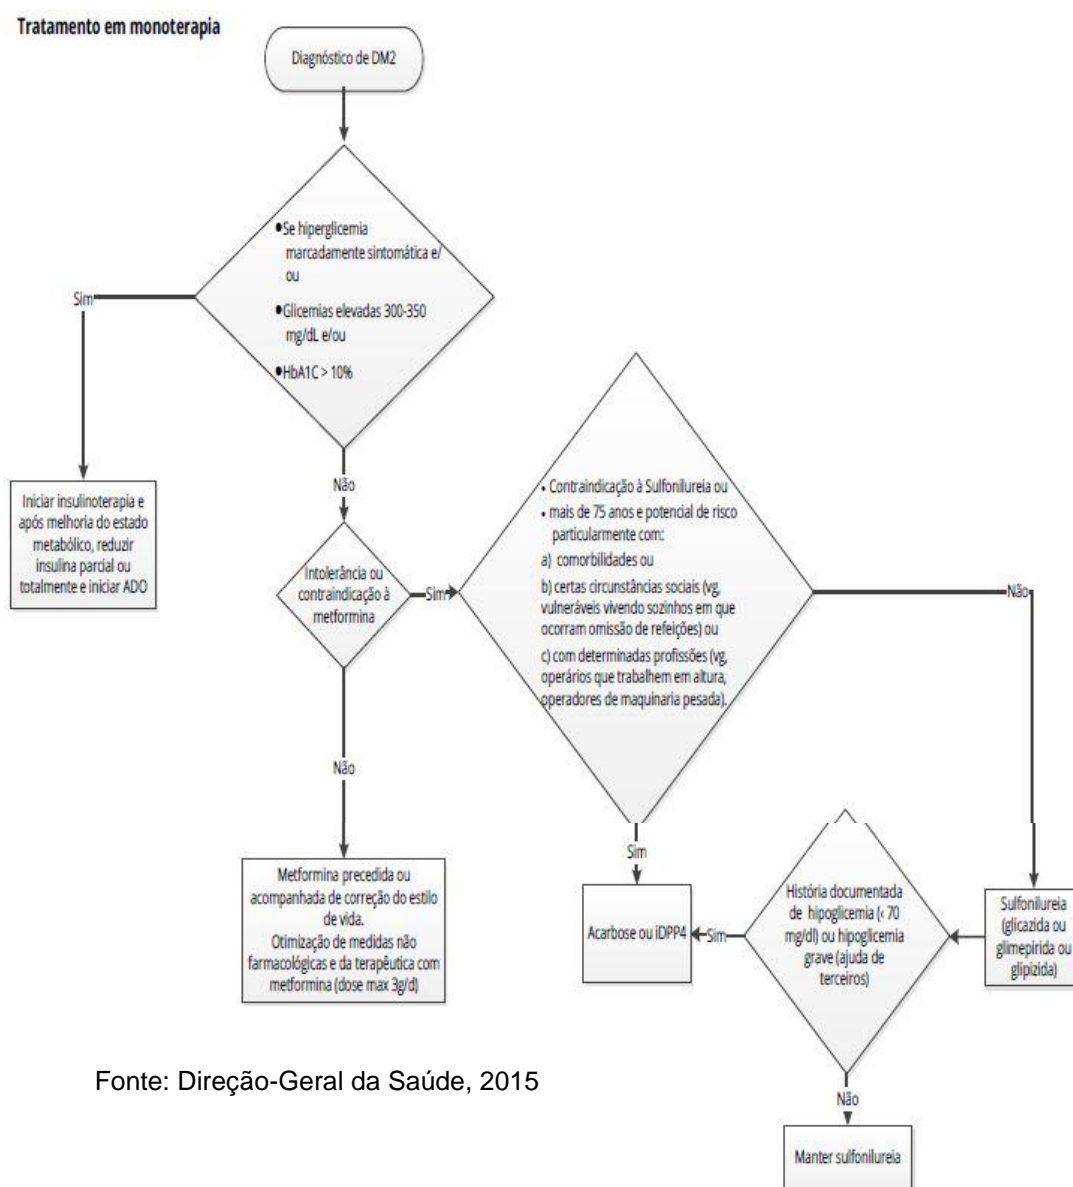 Tratamento em monoterapia
Diagnóstico de DM2
●Se hiperglicemia
marcadamente sintomática e/
ou
●Glicemias elevadas 300-350
mg/dL e/ou
●HbA1C > 10%
Sim
Não
Iniciar insulinoterapia e
após melhoria do estado
metabólico, reduzir
insulina parcial ou
totalmente e iniciar ADO
Intolerância ou
contraindicação à
metformina
Sim
• Contraindicação à Sulfonilureia ou
• mais de 75 anos e potencial de risco
particularmente com:
a) comorbilidades ou
b) certas circunstâncias sociais (vg,
vulneráveis vivendo sozinhos em que
ocorram omissão de refeições) ou
c) com determinadas profissões (vg,
operários que trabalhem em altura,
operadores de maquinaria pesada).
Não
Não
Sim
Metformina precedida ou
acompanhada de correção do estilo
de vida.
Otimização de medidas não
farmacológicas e da terapêutica com
metformina (dose max 3g/d)
Acarbose ou iDPP4
Sim
História documentada
de hipoglicemia (‹ 70
mg/dl) ou hipoglicemia
grave (ajuda de
terceiros)
Sulfonilureia
(glicazida ou
glimepirida ou
glipizida)
Não
Manter sulfonilureia
Fonte: Direção-Geral da Saúde, 2015